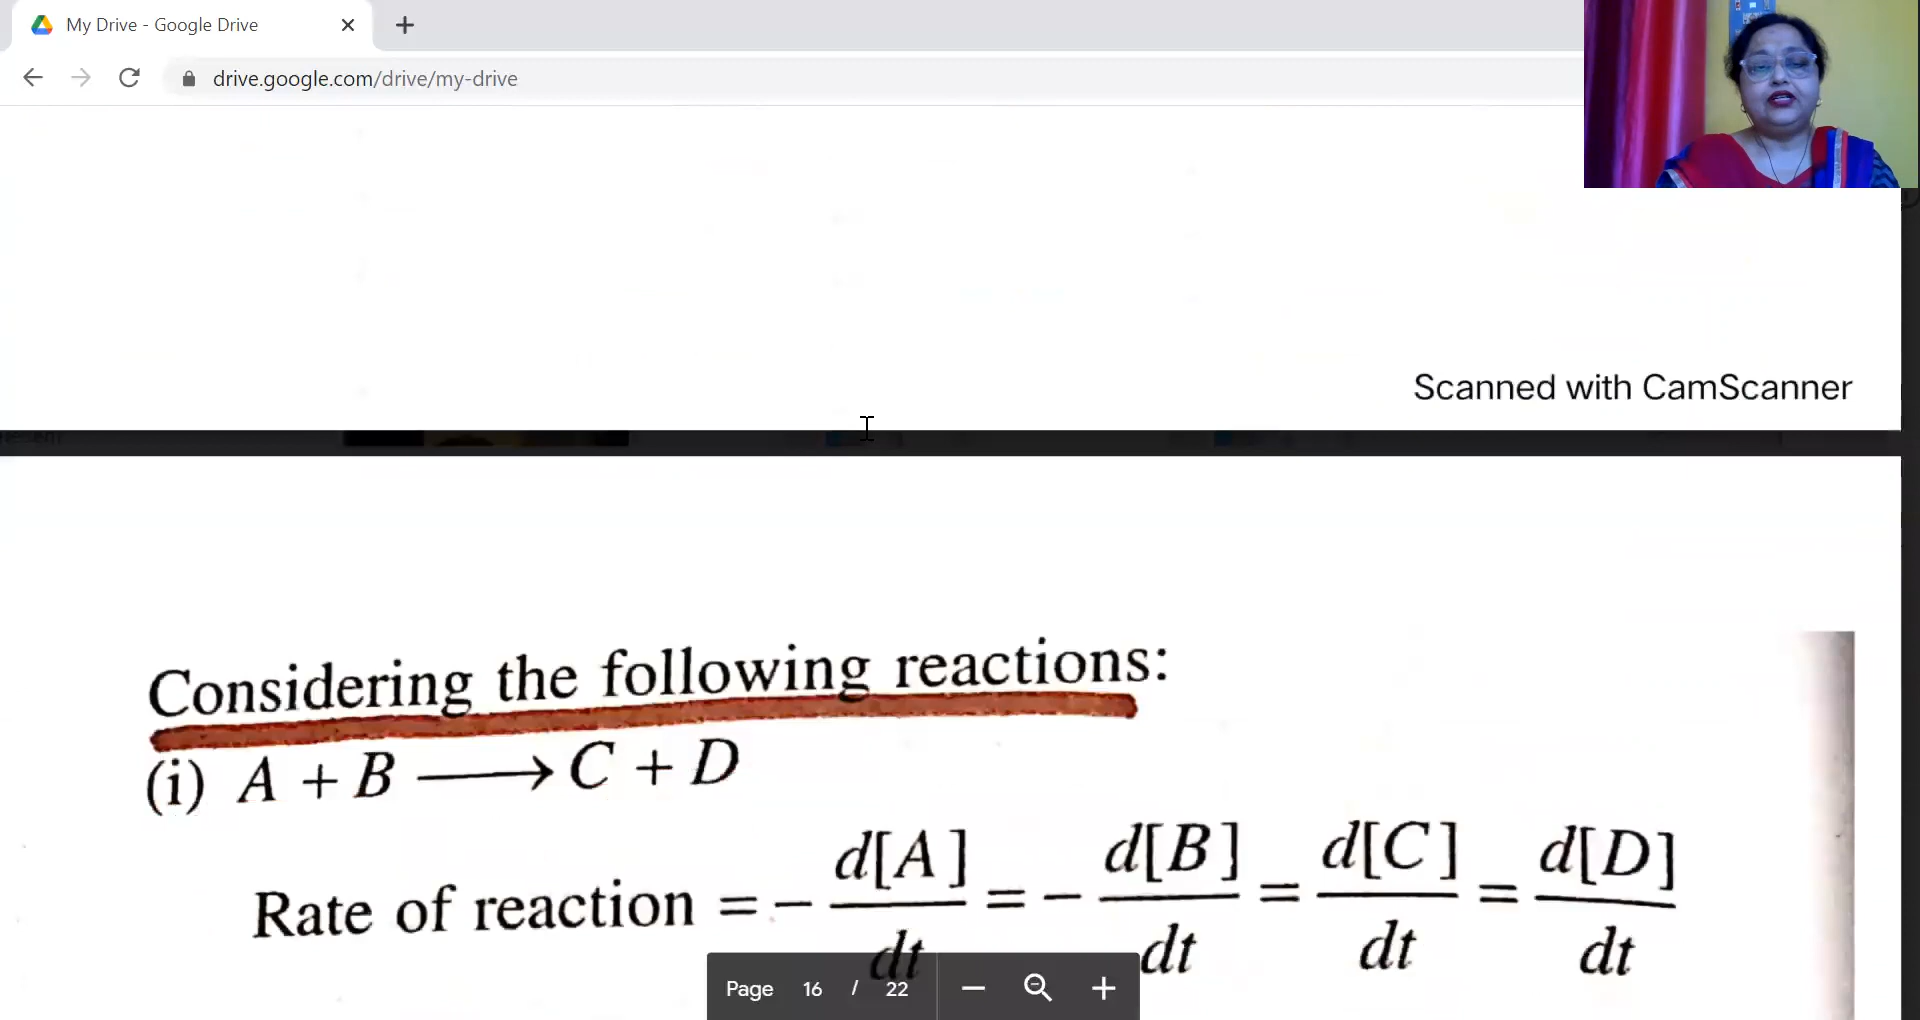 My Drive - Google Drive
drive.google.com/drive/my-drive
Scanned with CamScanner
Considering the following reactions:
(i) A + B ⟶ C + D
Rate of reaction = - d[A]/dt = - d[B]/dt = d[C]/dt = d[D]/dt
Page 16 / 22